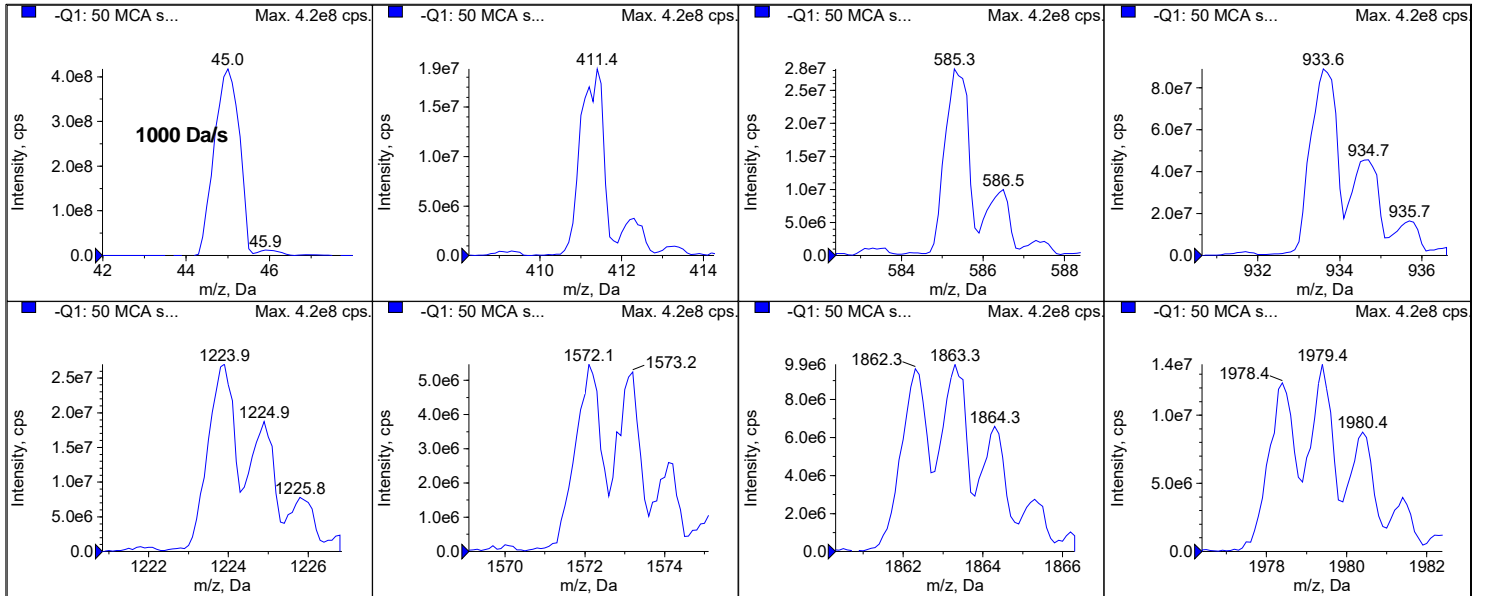 -Q1: 50 MCA s... Max. 4.2e8 cps.
45.0
4.0e8
3.0e8
1000 Da/s
2.0e8
1.0e8
45.9
0.0
42 44 46
m/z, Da
Intensity, cps
-Q1: 50 MCA s... Max. 4.2e8 cps.
411.4
1.9e7
1.5e7
1.0e7
5.0e6
0.0
410 412 414
m/z, Da
Intensity, cps
-Q1: 50 MCA s... Max. 4.2e8 cps.
585.3
2.8e7
2.5e7
2.0e7
1.5e7
586.5
1.0e7
5.0e6
0.0
584 586 588
m/z, Da
Intensity, cps
-Q1: 50 MCA s... Max. 4.2e8 cps.
933.6
8.0e7
6.0e7
934.7
4.0e7
935.7
2.0e7
0.0
932 934 936
m/z, Da
Intensity, cps
-Q1: 50 MCA s... Max. 4.2e8 cps.
1223.9
2.5e7
2.0e7
1224.9
1.5e7
1.0e7
1225.8
5.0e6
0.0
1222 1224 1226
m/z, Da
Intensity, cps
-Q1: 50 MCA s... Max. 4.2e8 cps.
1572.1 1573.2
5.0e6
4.0e6
3.0e6
2.0e6
1.0e6
0.0
1570 1572 1574
m/z, Da
Intensity, cps
-Q1: 50 MCA s... Max. 4.2e8 cps.
1862.3 1863.3
9.9e6
8.0e6
1864.3
6.0e6
4.0e6
2.0e6
0.0
1862 1864 1866
m/z, Da
Intensity, cps
-Q1: 50 MCA s... Max. 4.2e8 cps.
1979.4
1978.4
1.4e7
1.0e7
1980.4
5.0e6
0.0
1978 1980 1982
m/z, Da
Intensity, cps